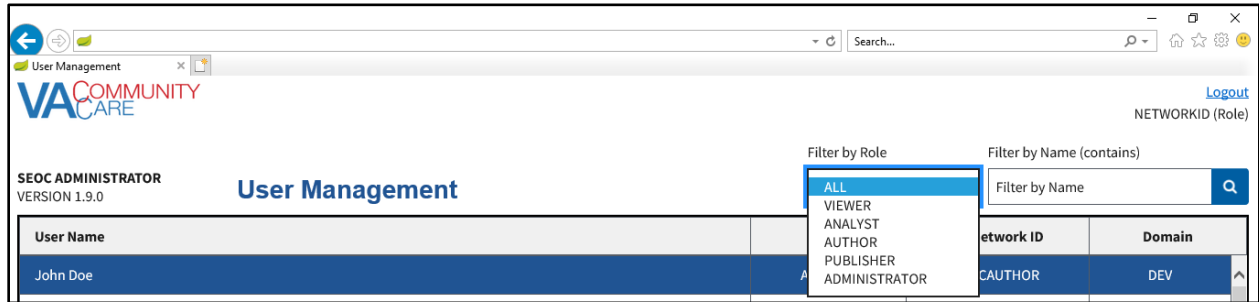 Search...
User Management
VA COMMUNITY
CARE
Logout
NETWORKID (Role)
Filter by Role
Filter by Name (contains)
SEOC ADMINISTRATOR
VERSION 1.9.0
User Management
Filter by Name
ALL
VIEWER
ANALYST
AUTHOR
PUBLISHER
ADMINISTRATOR
User Name
etwork ID
Domain
John Doe
A
CAUTHOR
DEV